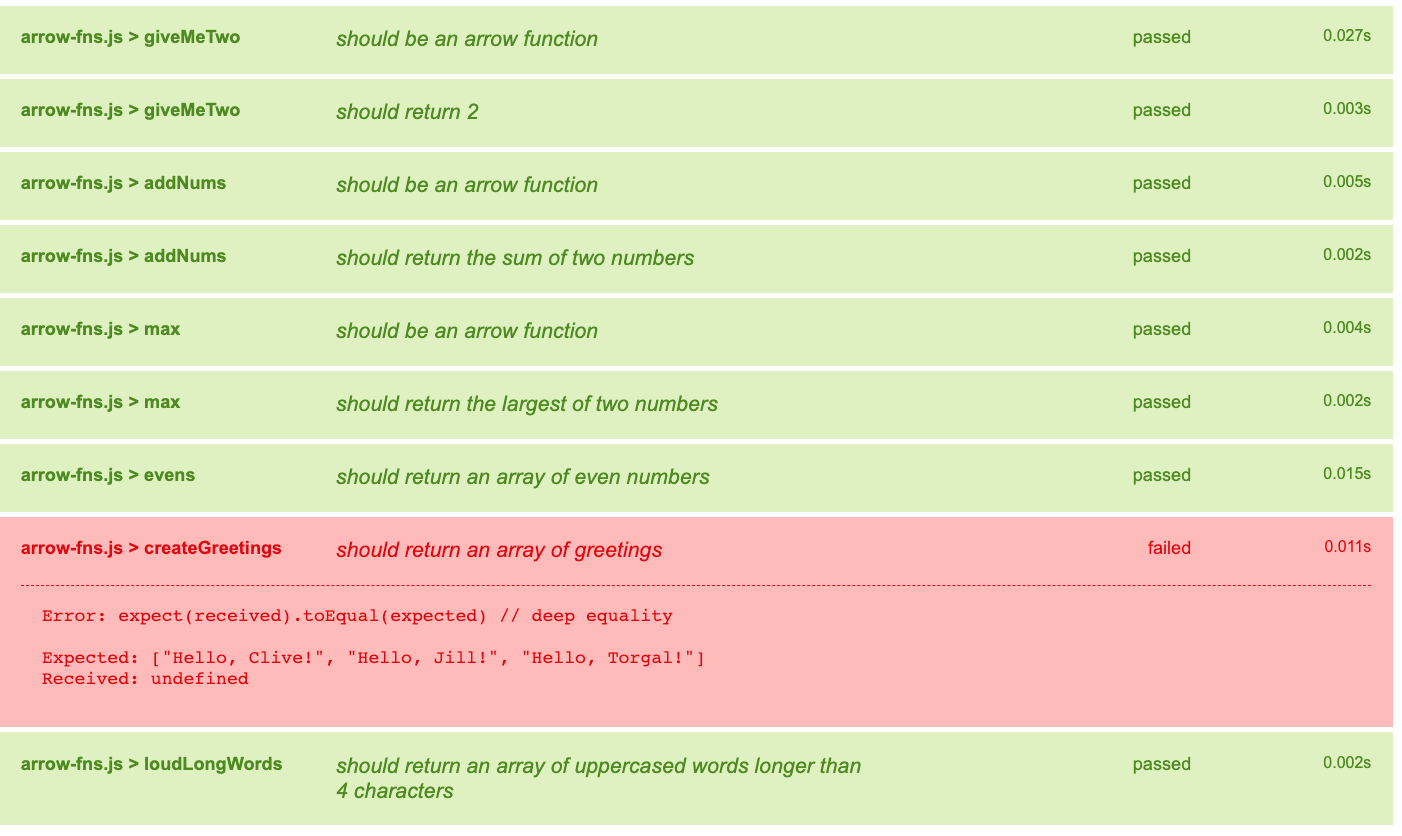 arrow-fns.js > giveMeTwo should be an arrow function passed 0.027s
arrow-fns.js > giveMeTwo should return 2 passed 0.003s
arrow-fns.js > addNums should be an arrow function passed 0.005s
arrow-fns.js > addNums should return the sum of two numbers passed 0.002s
arrow-fns.js > max should be an arrow function passed 0.004s
arrow-fns.js > max should return the largest of two numbers passed 0.002s
arrow-fns.js > evens should return an array of even numbers passed 0.015s
arrow-fns.js > createGreetings should return an array of greetings failed 0.011s
Error: expect(received).toEqual(expected) // deep equality
Expected: ["Hello, Clive!", "Hello, Jill!", "Hello, Torgal!"]
Received: undefined
arrow-fns.js > loudLongWords should return an array of uppercased words longer than passed 0.002s
4 characters